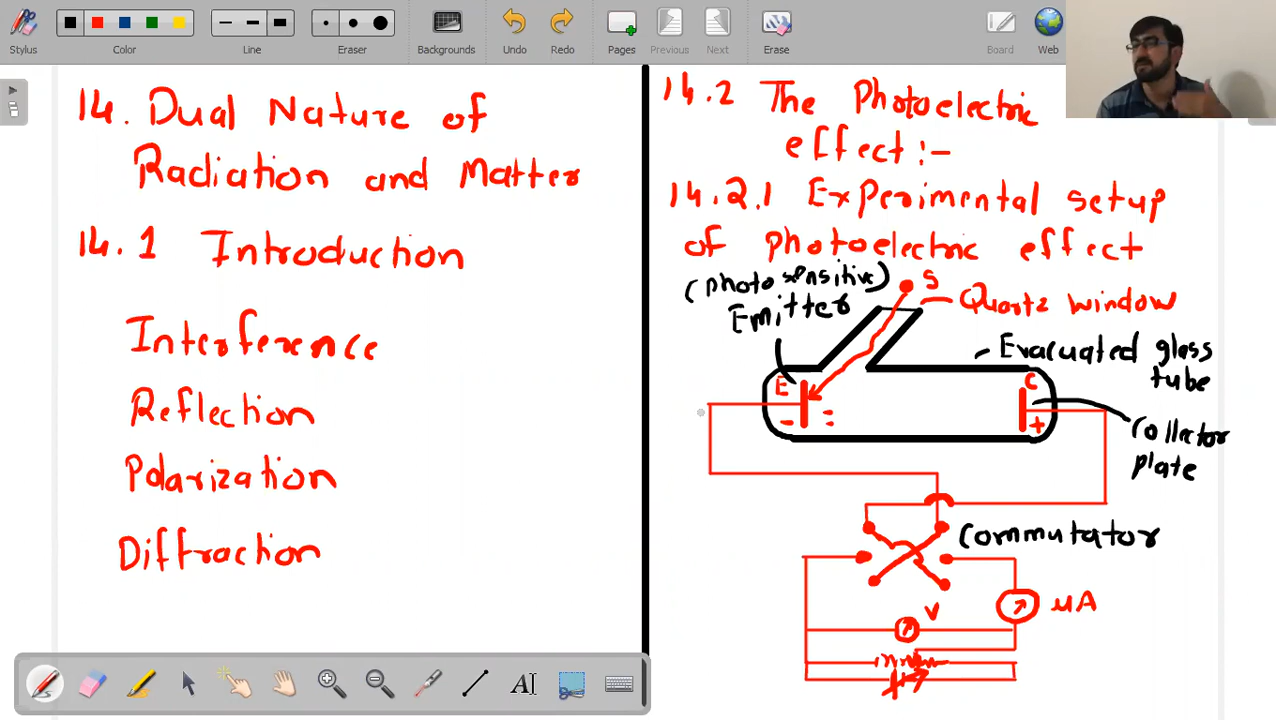 Stylus
Color
Line
Eraser
Backgrounds
Undo
Redo
Pages
Previous
Next
Erase
Board
Web
14. Dual Nature of
Radiation and Matter
14.1 Introduction
Interference
Reflection
Polarization
Diffraction
14.2 The Photoelectric
effect :-
14.2.1 Experimental setup
of photoelectric effect
(photo sensitive)
Emitter
S
Quartz window
Evacuated glass
tube
E
C
- +
Collector
plate
Commutator
V
μA
A